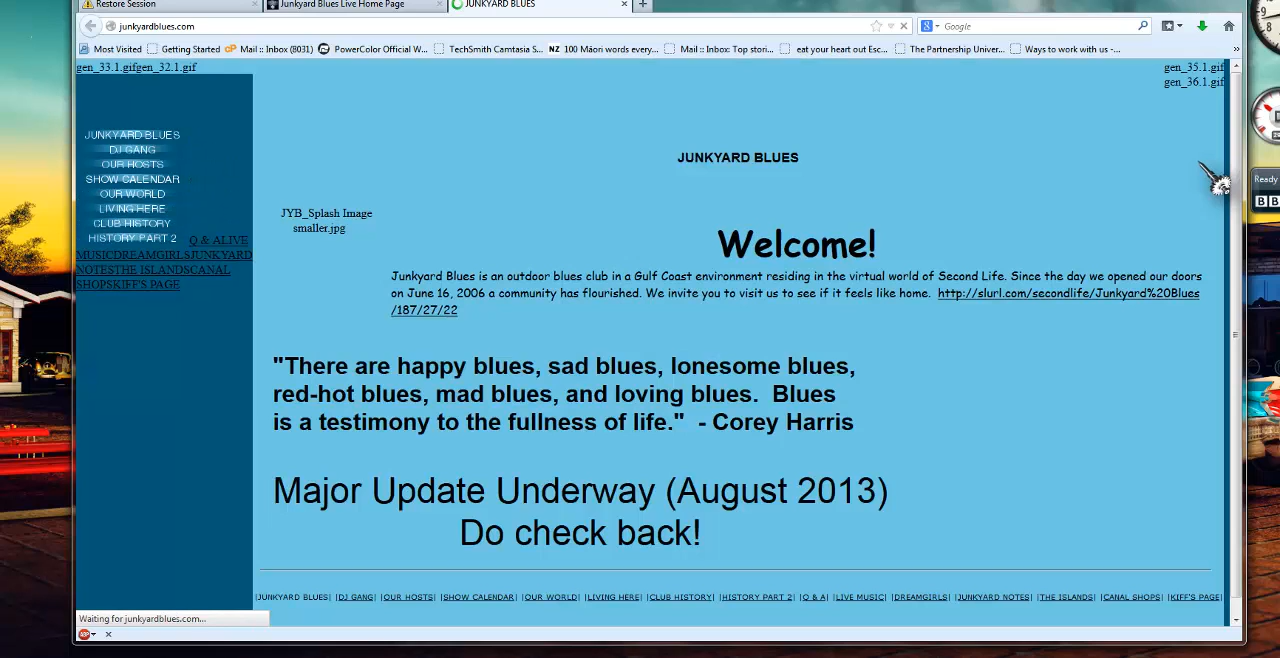 Restore Session
Junkyard Blues Live Home Page
JUNKYARD BLUES
junkyardblues.com
Google
Most Visited
Getting Started
Mail :: Inbox (8031)
PowerColor Official W...
TechSmith Camtasia S...
NZ 100 Māori words every...
Mail :: Inbox: Top stori...
eat your heart out Esc...
The Partnership Univer...
Ways to work with us -...
gen_33.1.gifgen_32.1.gif
gen_35.1.gif
gen_36.1.gif
JUNKYARD BLUES
DJ GANG
OUR HOSTS
SHOW CALENDAR
OUR WORLD
LIVING HERE
CLUB HISTORY
HISTORY PART 2 Q & ALIVE
MUSICDREAMGIRLSJUNKYARD
NOTESTHE ISLANDSCANAL
SHOPSKIFF'S PAGE
JUNKYARD BLUES
JYB_Splash Image
smaller.jpg
Welcome!
Junkyard Blues is an outdoor blues club in a Gulf Coast environment residing in the virtual world of Second Life. Since the day we opened our doors
on June 16, 2006 a community has flourished. We invite you to visit us to see if it feels like home. http://slurl.com/secondlife/Junkyard%20Blues
/187/27/22
"There are happy blues, sad blues, lonesome blues,
red-hot blues, mad blues, and loving blues. Blues
is a testimony to the fullness of life." - Corey Harris
Major Update Underway (August 2013)
Do check back!
|JUNKYARD BLUES| |DJ GANG| |OUR HOSTS| |SHOW CALENDAR| |OUR WORLD| |LIVING HERE| |CLUB HISTORY| |HISTORY PART 2| |Q & A| |LIVE MUSIC| |DREAMGIRLS| |JUNKYARD NOTES| |THE ISLANDS| |CANAL SHOPS| |KIFF'S PAGE|
Waiting for junkyardblues.com...
ABP
Ready
BB